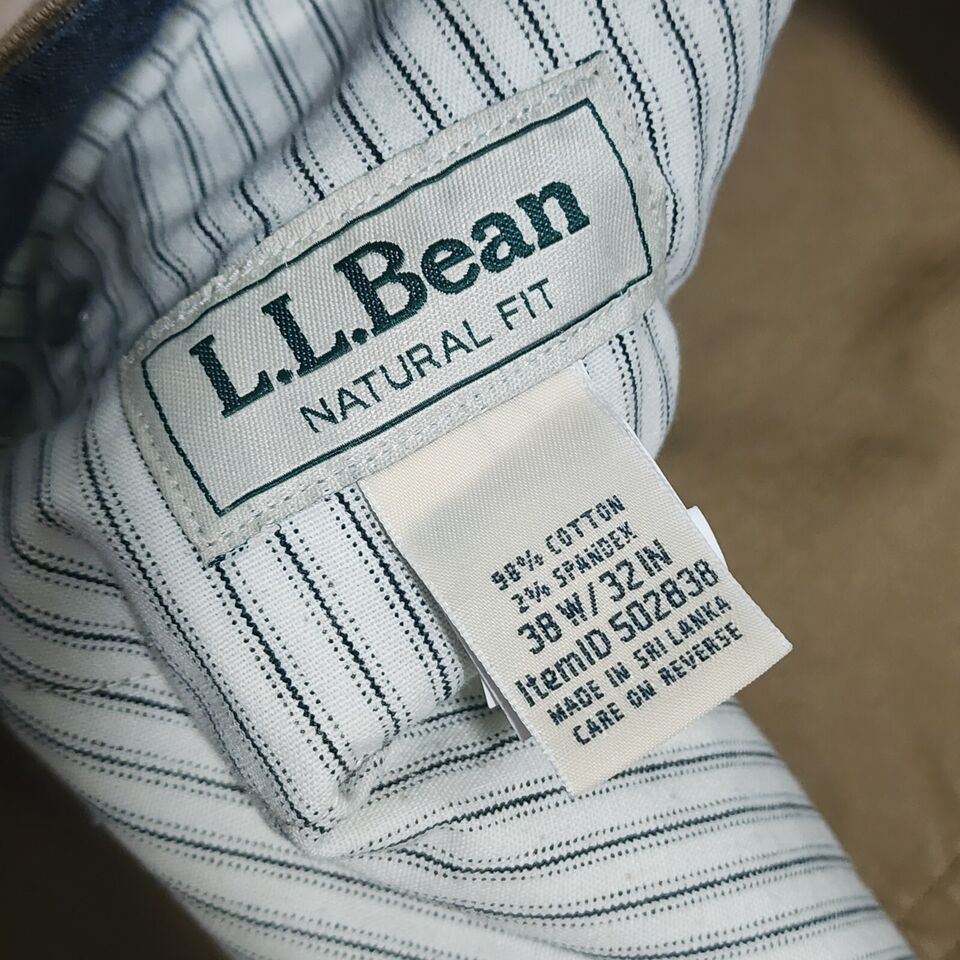 L.L.Bean
NATURAL FIT
98% COTTON
2% SPANDEX
38 W/32 IN
ItemID 502838
MADE IN SRI LANKA
CARE ON REVERSE